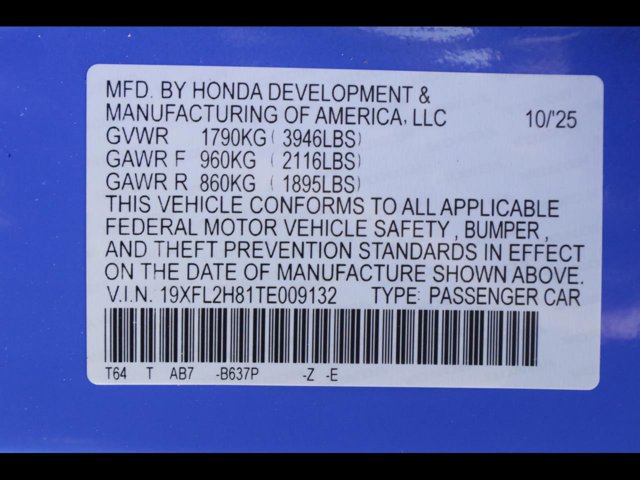 MFD. BY HONDA DEVELOPMENT &
MANUFACTURING OF AMERICA, LLC 10/'25
GVWR 1790KG ( 3946LBS)
GAWR F 960KG ( 2116LBS)
GAWR R 860KG ( 1895LBS)
THIS VEHICLE CONFORMS TO ALL APPLICABLE
FEDERAL MOTOR VEHICLE SAFETY , BUMPER ,
AND THEFT PREVENTION STANDARDS IN EFFECT
ON THE DATE OF MANUFACTURE SHOWN ABOVE.
V.I.N. 19XFL2H81TE009132 TYPE: PASSENGER CAR
T64 T AB7 -B637P -Z -E